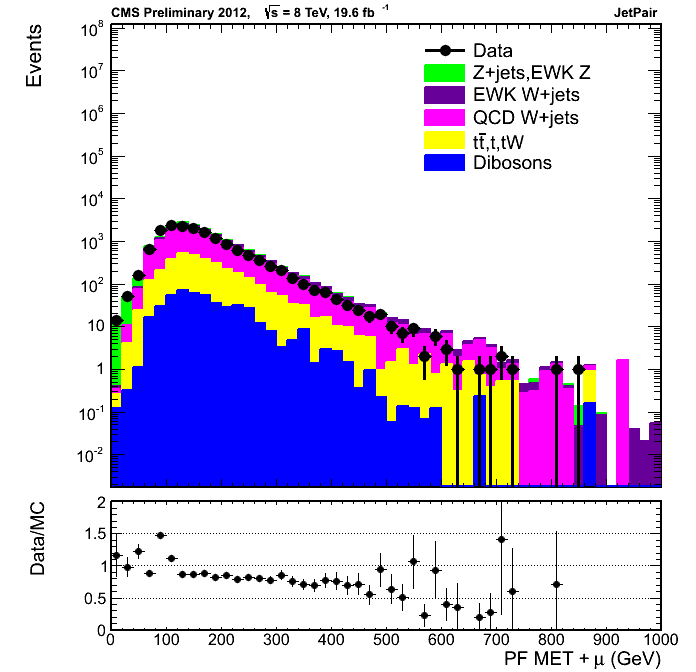 CMS Preliminary 2012, √s = 8 TeV, 19.6 fb⁻¹ JetPair
Events
10⁸
10⁷
10⁶
10⁵
10⁴
10³
10²
10
1
10⁻¹
10⁻²
Data
Z+jets,EWK Z
EWK W+jets
QCD W+jets
tt̅,t,tW
Dibosons
Data/MC
2
1.5
1
0.5
0
0 100 200 300 400 500 600 700 800 900 1000
PF MET + μ (GeV)